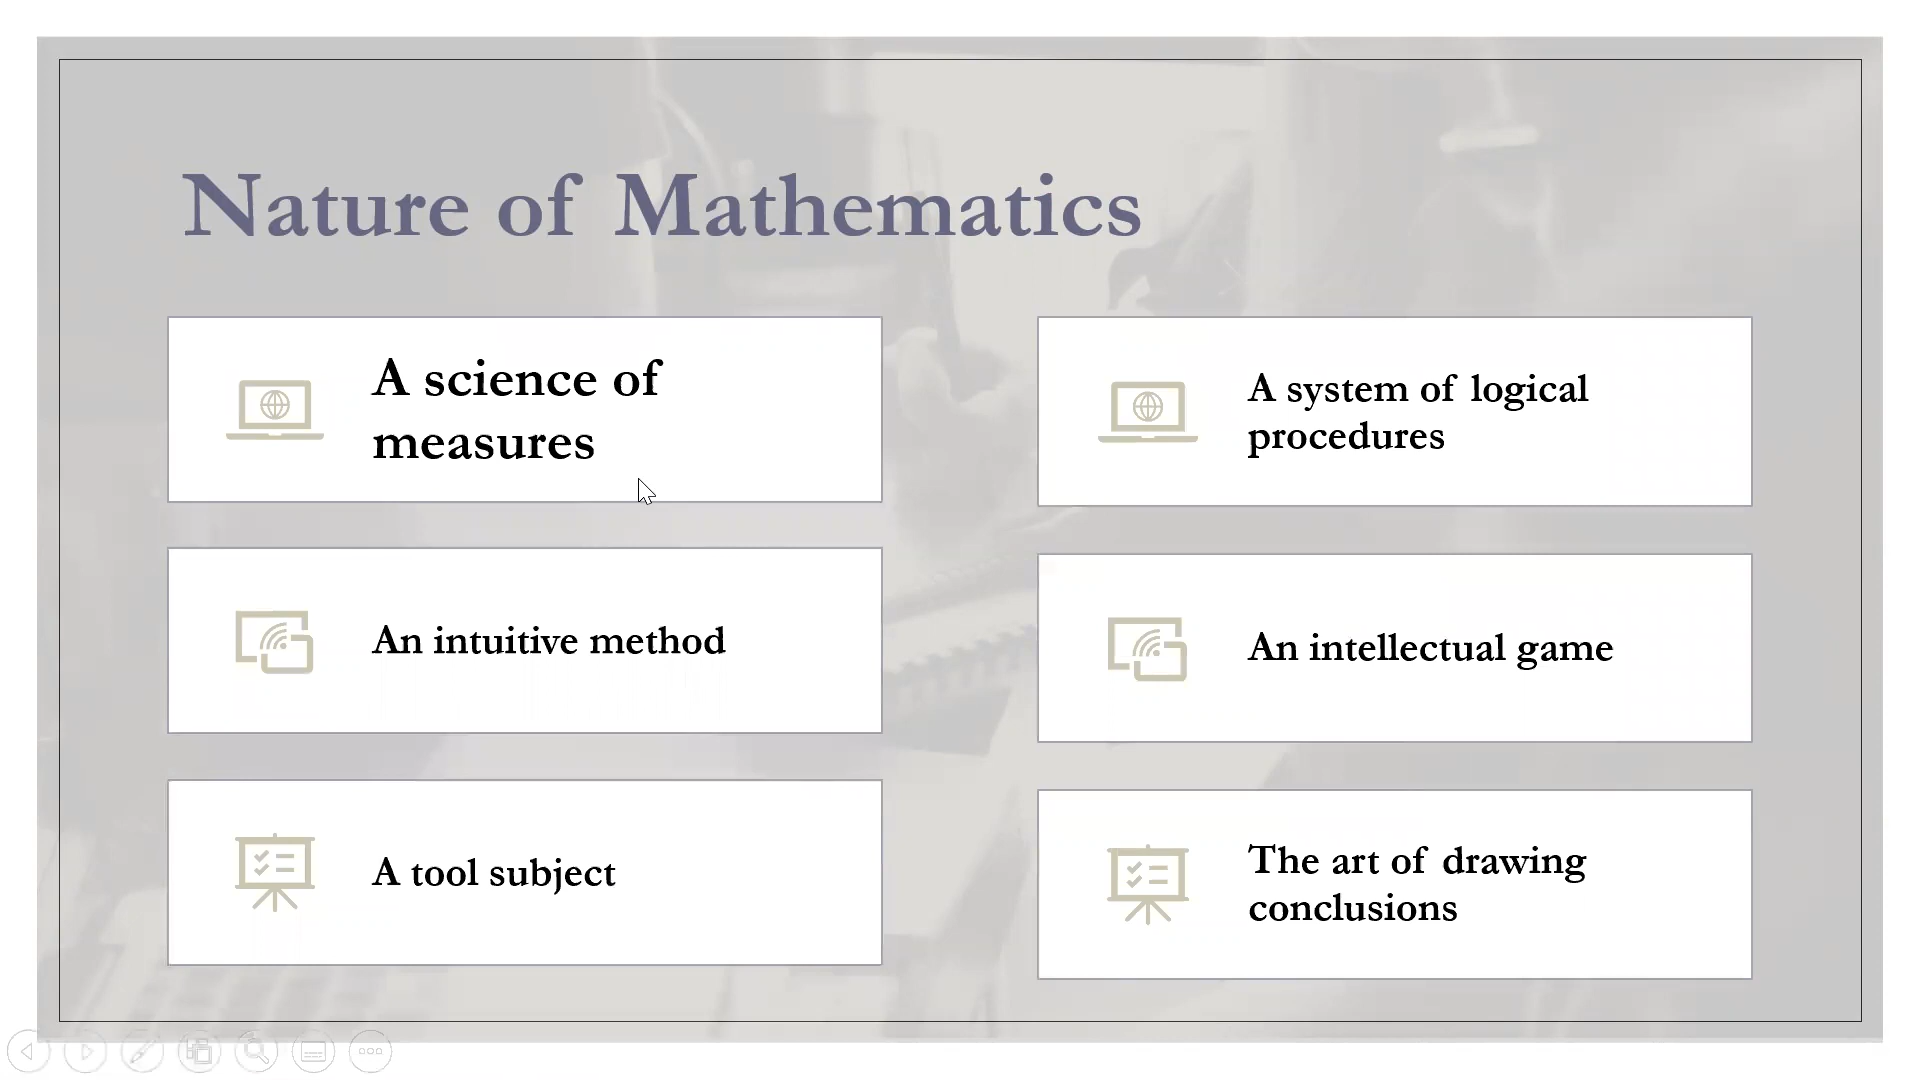 Nature of Mathematics
A science of
measures
An intuitive method
A tool subject
A system of logical
procedures
An intellectual game
The art of drawing
conclusions